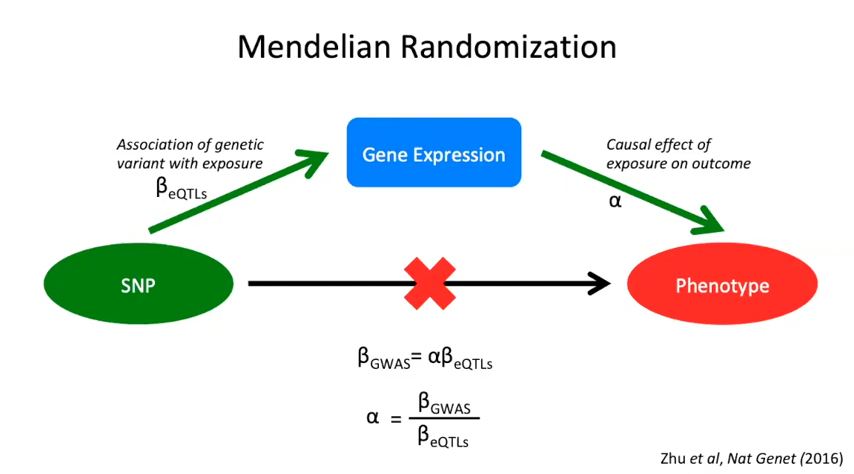 Mendelian Randomization
Association of genetic
variant with exposure
βeQTLs
Gene Expression
Causal effect of
exposure on outcome
α
SNP
Phenotype
βGWAS= αβeQTLs
α = βGWAS
βeQTLs
Zhu et al, Nat Genet (2016)